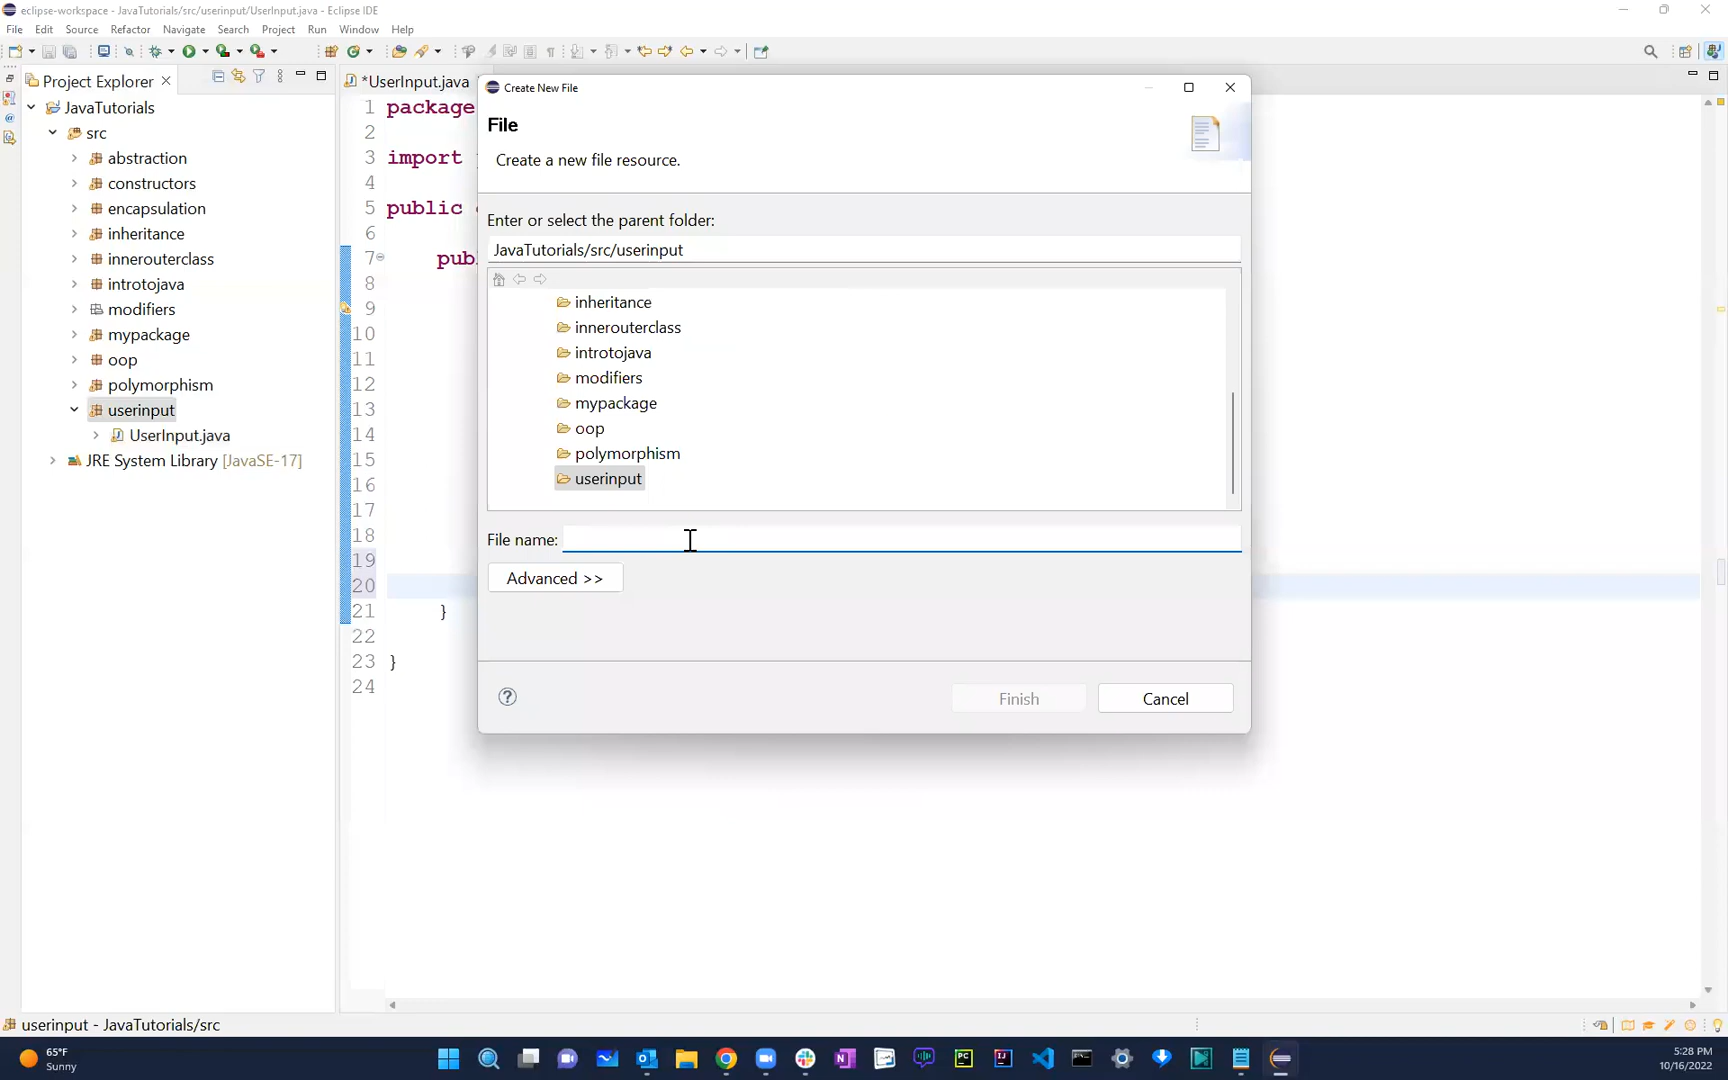 eclipse-workspace - JavaTutorials/src/userinput/UserInput.java - Eclipse IDE
File Edit Source Refactor Navigate Search Project Run Window Help
Project Explorer
*UserInput.java
JavaTutorials
src
abstraction
constructors
encapsulation
inheritance
innerouterclass
introtojava
modifiers
mypackage
oop
polymorphism
userinput
UserInput.java
JRE System Library [JavaSE-17]
1 package
2
3 import
4
5 public
6
7 pub
8
9
10
11
12
13
14
15
16
17
18
19
20
21 }
22
23 }
24
Create New File
File
Create a new file resource.
Enter or select the parent folder:
JavaTutorials/src/userinput
inheritance
innerouterclass
introtojava
modifiers
mypackage
oop
polymorphism
userinput
File name:
Advanced >>
Finish
Cancel
userinput - JavaTutorials/src
65°F
Sunny
5:28 PM
10/16/2022